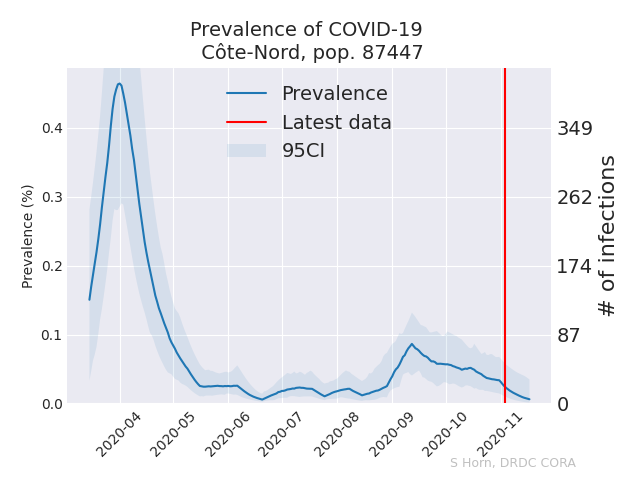 Prevalence of COVID-19
Côte-Nord, pop. 87447
Prevalence
Latest data
95CI
Prevalence (%)
0.4
0.3
0.2
0.1
0.0
349
262
174
87
0
# of infections
2020-04
2020-05
2020-06
2020-07
2020-08
2020-09
2020-10
2020-11
S Horn, DRDC CORA